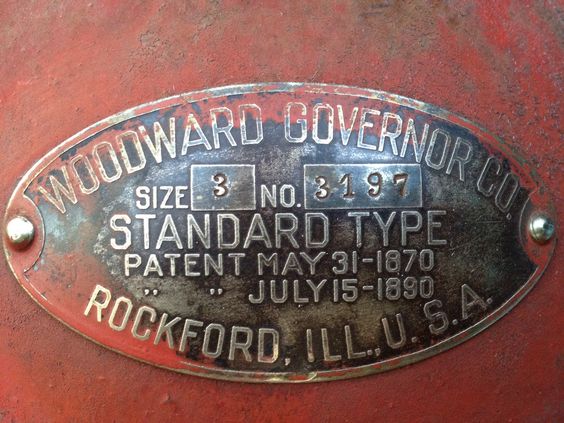 WOODWARD GOVERNOR CO.
SIZE 3 NO. 3197
STANDARD TYPE
PATENT MAY 31-1870
" " JULY 15-1890
ROCKFORD, ILL., U.S.A.